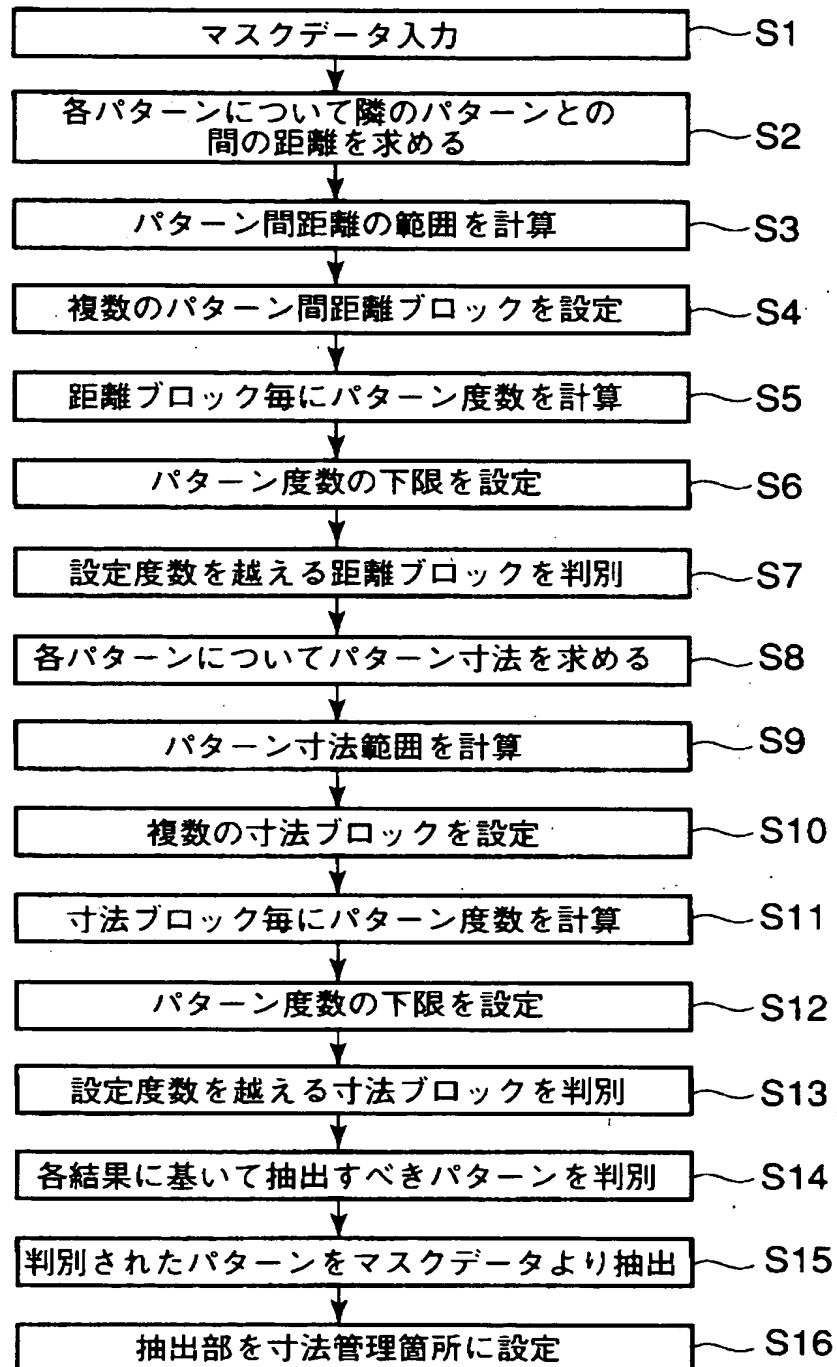 マスクデータ入力 S1
各パターンについて隣のパターンとの
間の距離を求める S2
パターン間距離の範囲を計算 S3
複数のパターン間距離ブロックを設定 S4
距離ブロック毎にパターン度数を計算 S5
パターン度数の下限を設定 S6
設定度数を越える距離ブロックを判別 S7
各パターンについてパターン寸法を求める S8
パターン寸法範囲を計算 S9
複数の寸法ブロックを設定 S10
寸法ブロック毎にパターン度数を計算 S11
パターン度数の下限を設定 S12
設定度数を越える寸法ブロックを判別 S13
各結果に基いて抽出すべきパターンを判別 S14
判別されたパターンをマスクデータより抽出 S15
抽出部を寸法管理箇所に設定 S16